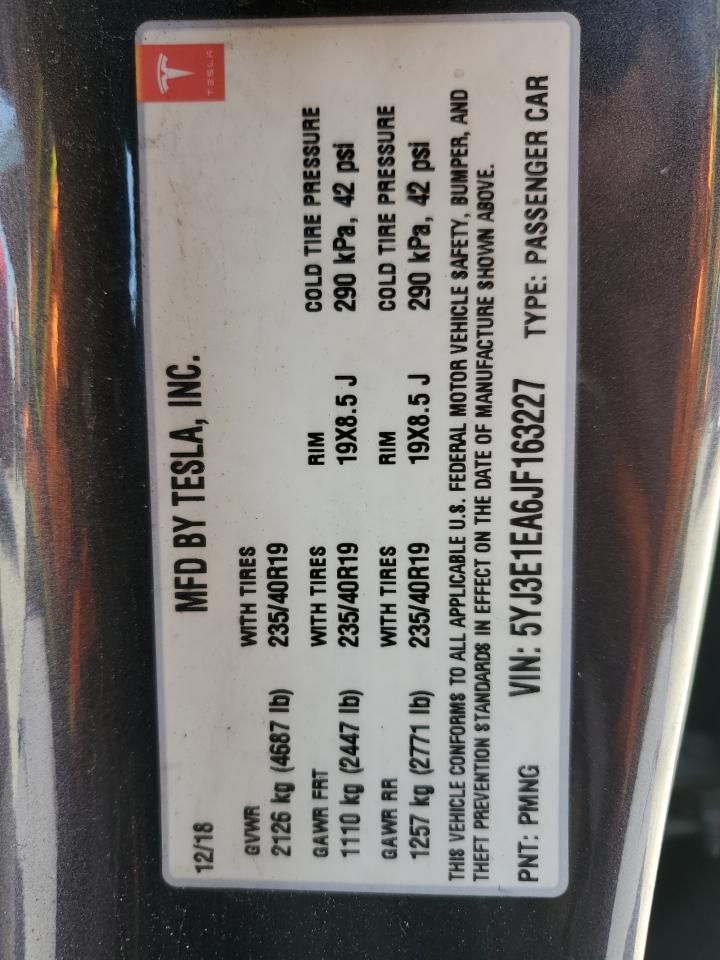 TESLA
MFD BY TESLA, INC.
12/18
GVWR WITH TIRES
2126 kg (4687 lb) 235/40R19
GAWR FRT WITH TIRES RIM COLD TIRE PRESSURE
1110 kg (2447 lb) 235/40R19 19X8.5 J 290 kPa, 42 psi
GAWR RR WITH TIRES RIM COLD TIRE PRESSURE
1257 kg (2771 lb) 235/40R19 19X8.5 J 290 kPa, 42 psi
THIS VEHICLE CONFORMS TO ALL APPLICABLE U.S. FEDERAL MOTOR VEHICLE SAFETY, BUMPER, AND
THEFT PREVENTION STANDARDS IN EFFECT ON THE DATE OF MANUFACTURE SHOWN ABOVE.
PNT: PMNG VIN: 5YJ3E1EA6JF163227 TYPE: PASSENGER CAR